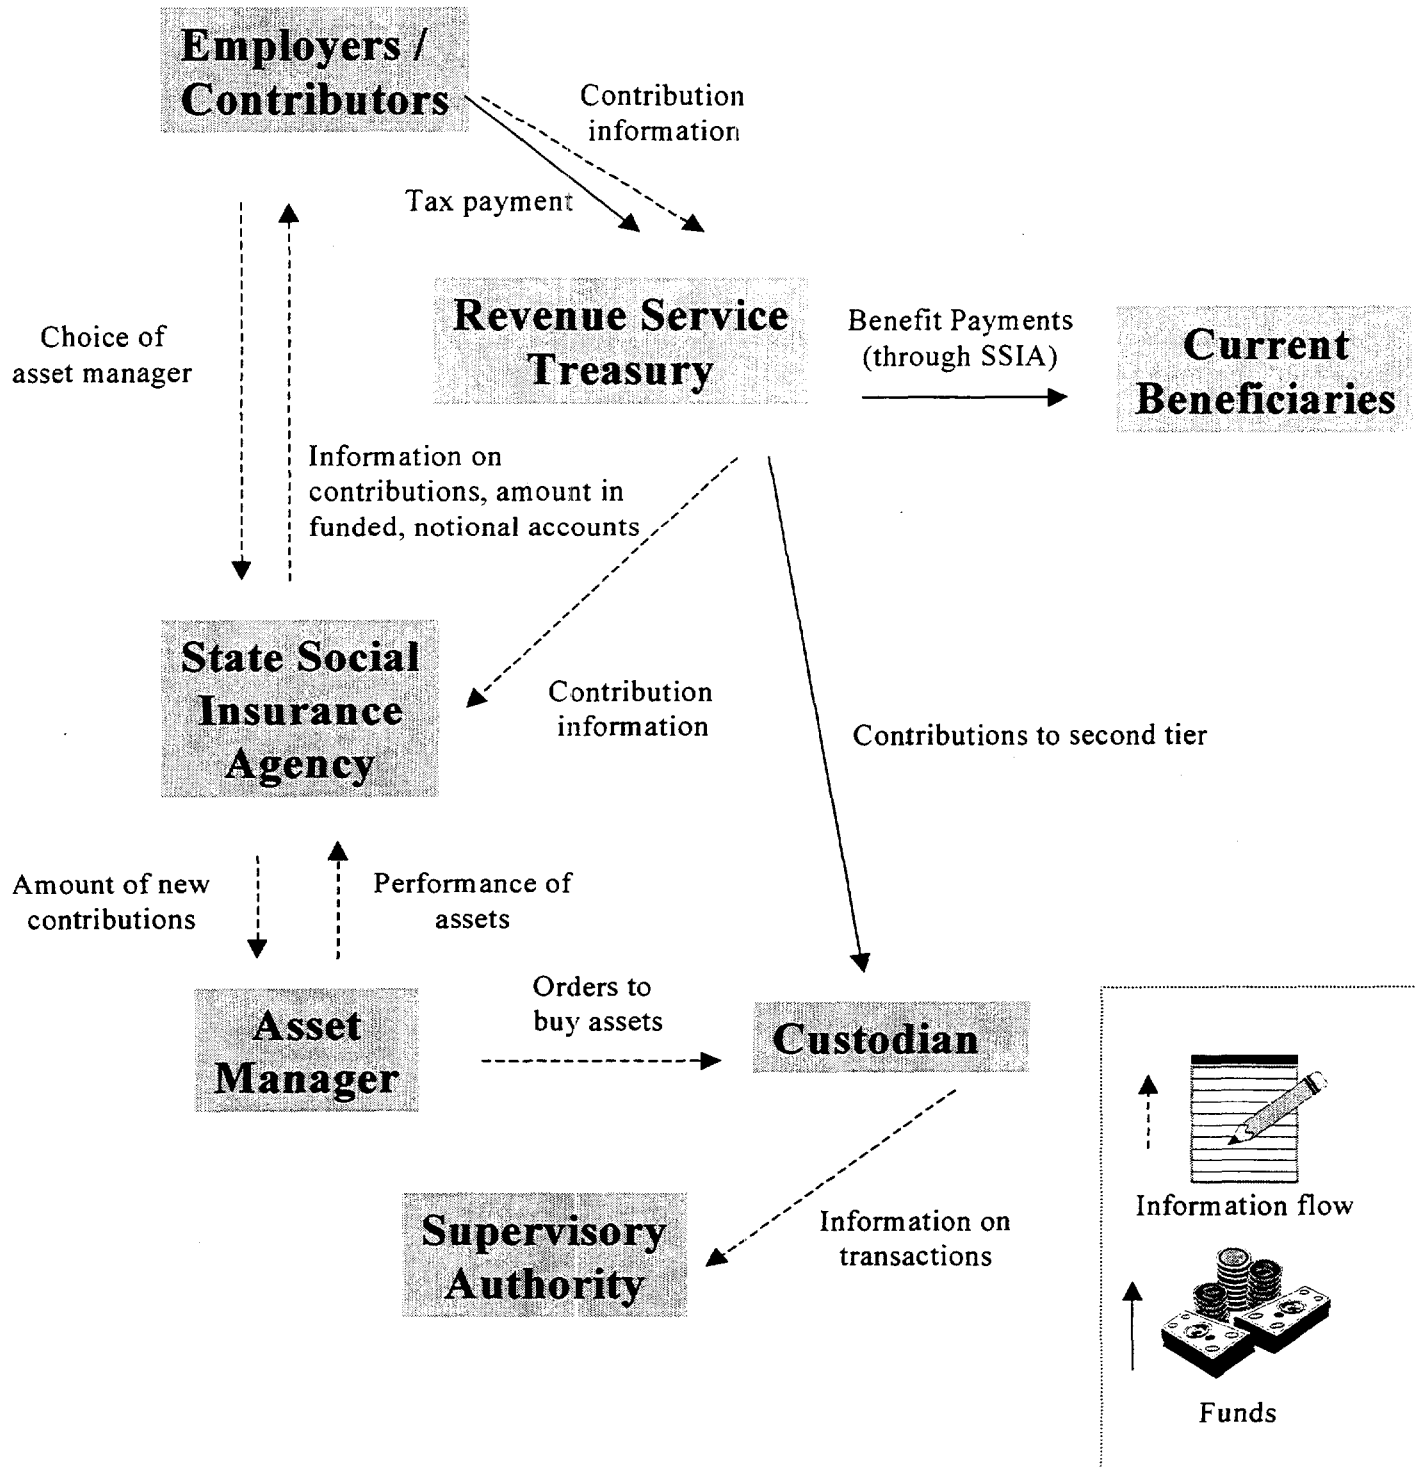 Employers /
Contributors
Contribution
information
Tax payment
Revenue Service
Treasury
Benefit Payments
(through SSIA)
Current
Beneficiaries
Choice of
asset manager
Information on
contributions, amount in
funded, notional accounts
State Social
Insurance
Agency
Contribution
information
Contributions to second tier
Amount of new
contributions
Performance of
assets
Asset
Manager
Orders to
buy assets
Custodian
Supervisory
Authority
Information on
transactions
Information flow
Funds